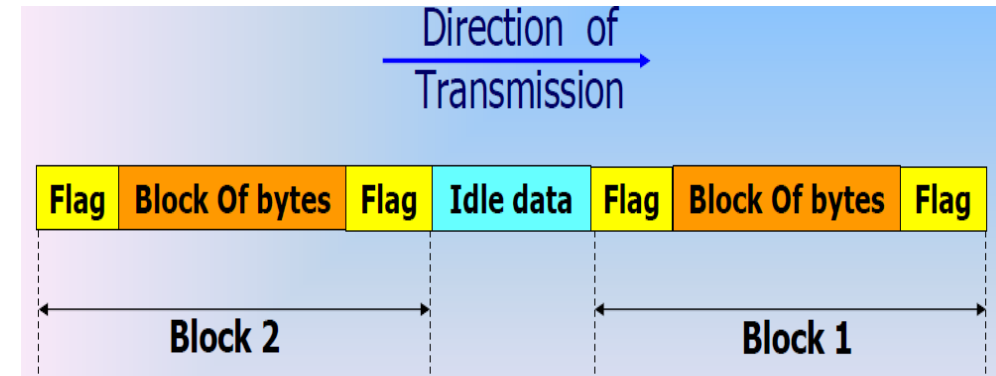 Direction of
Transmission
Flag Block Of bytes Flag Idle data Flag Block Of bytes Flag
Block 2 Block 1